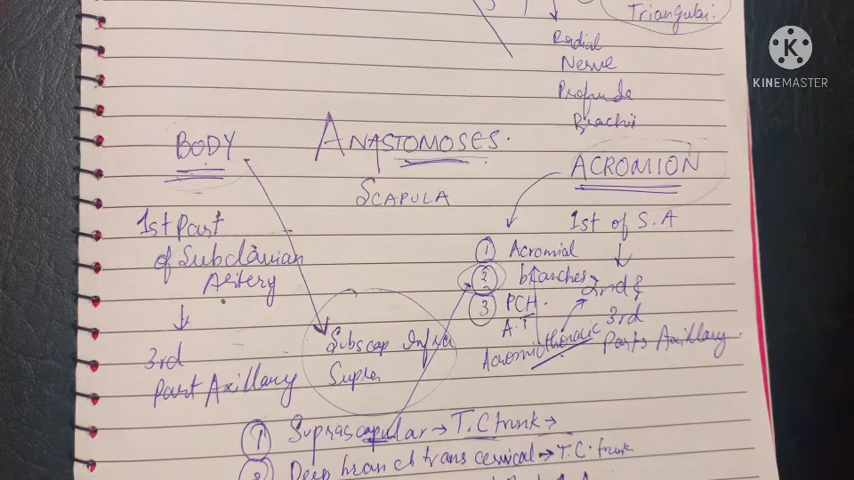 Triangular.
Radial
Nerve
Profunda
Brachii
K
KINEMASTER
ANASTOMOSES.
SCAPULA
BODY
1st Part
of Subclavian
Artery
3rd
Part Axillary
Subscap Infra
Supra
ACROMION
1st of S.A
2nd &
3rd
Parts Axillary
1 Acromial
2 branches
3 PCH.
A.T
Acromiothoracic
1 Suprascapular → T.C trunk →
2 Deep branch trans cervical → T.C. trunk